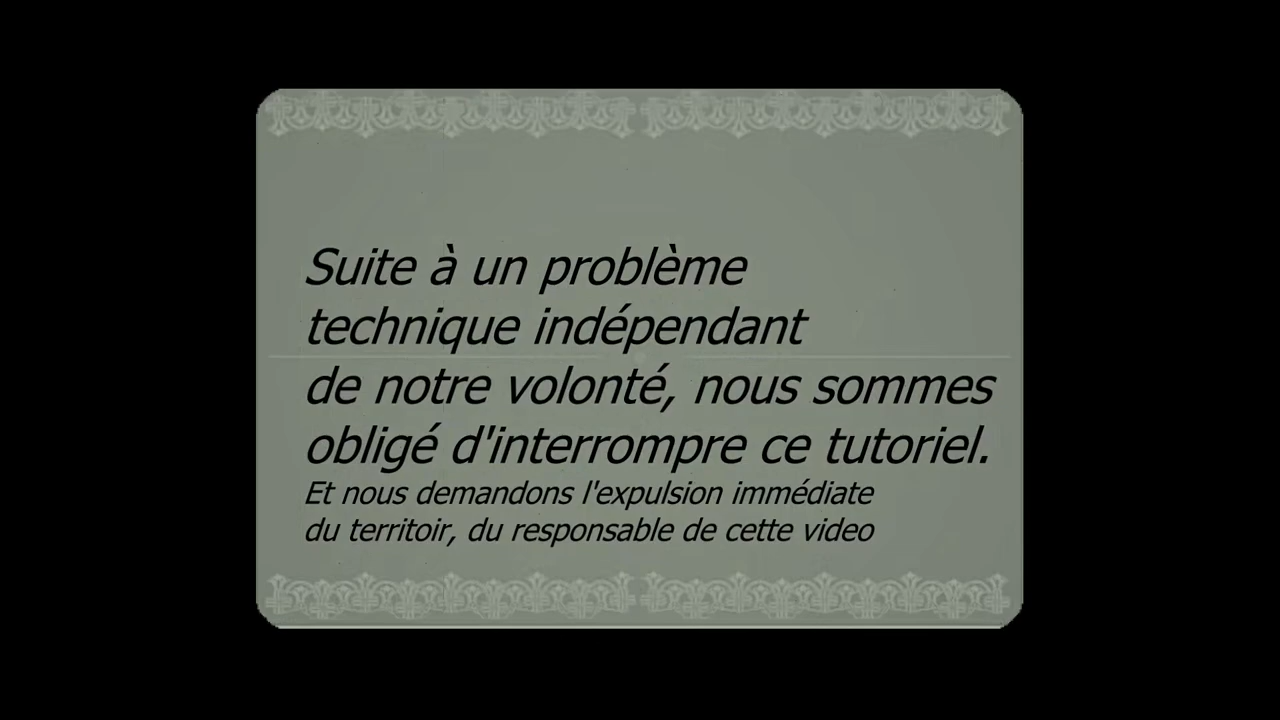 Suite à un problème
technique indépendant
de notre volonté, nous sommes
obligé d'interrompre ce tutoriel.
Et nous demandons l'expulsion immédiate
du territoir, du responsable de cette video